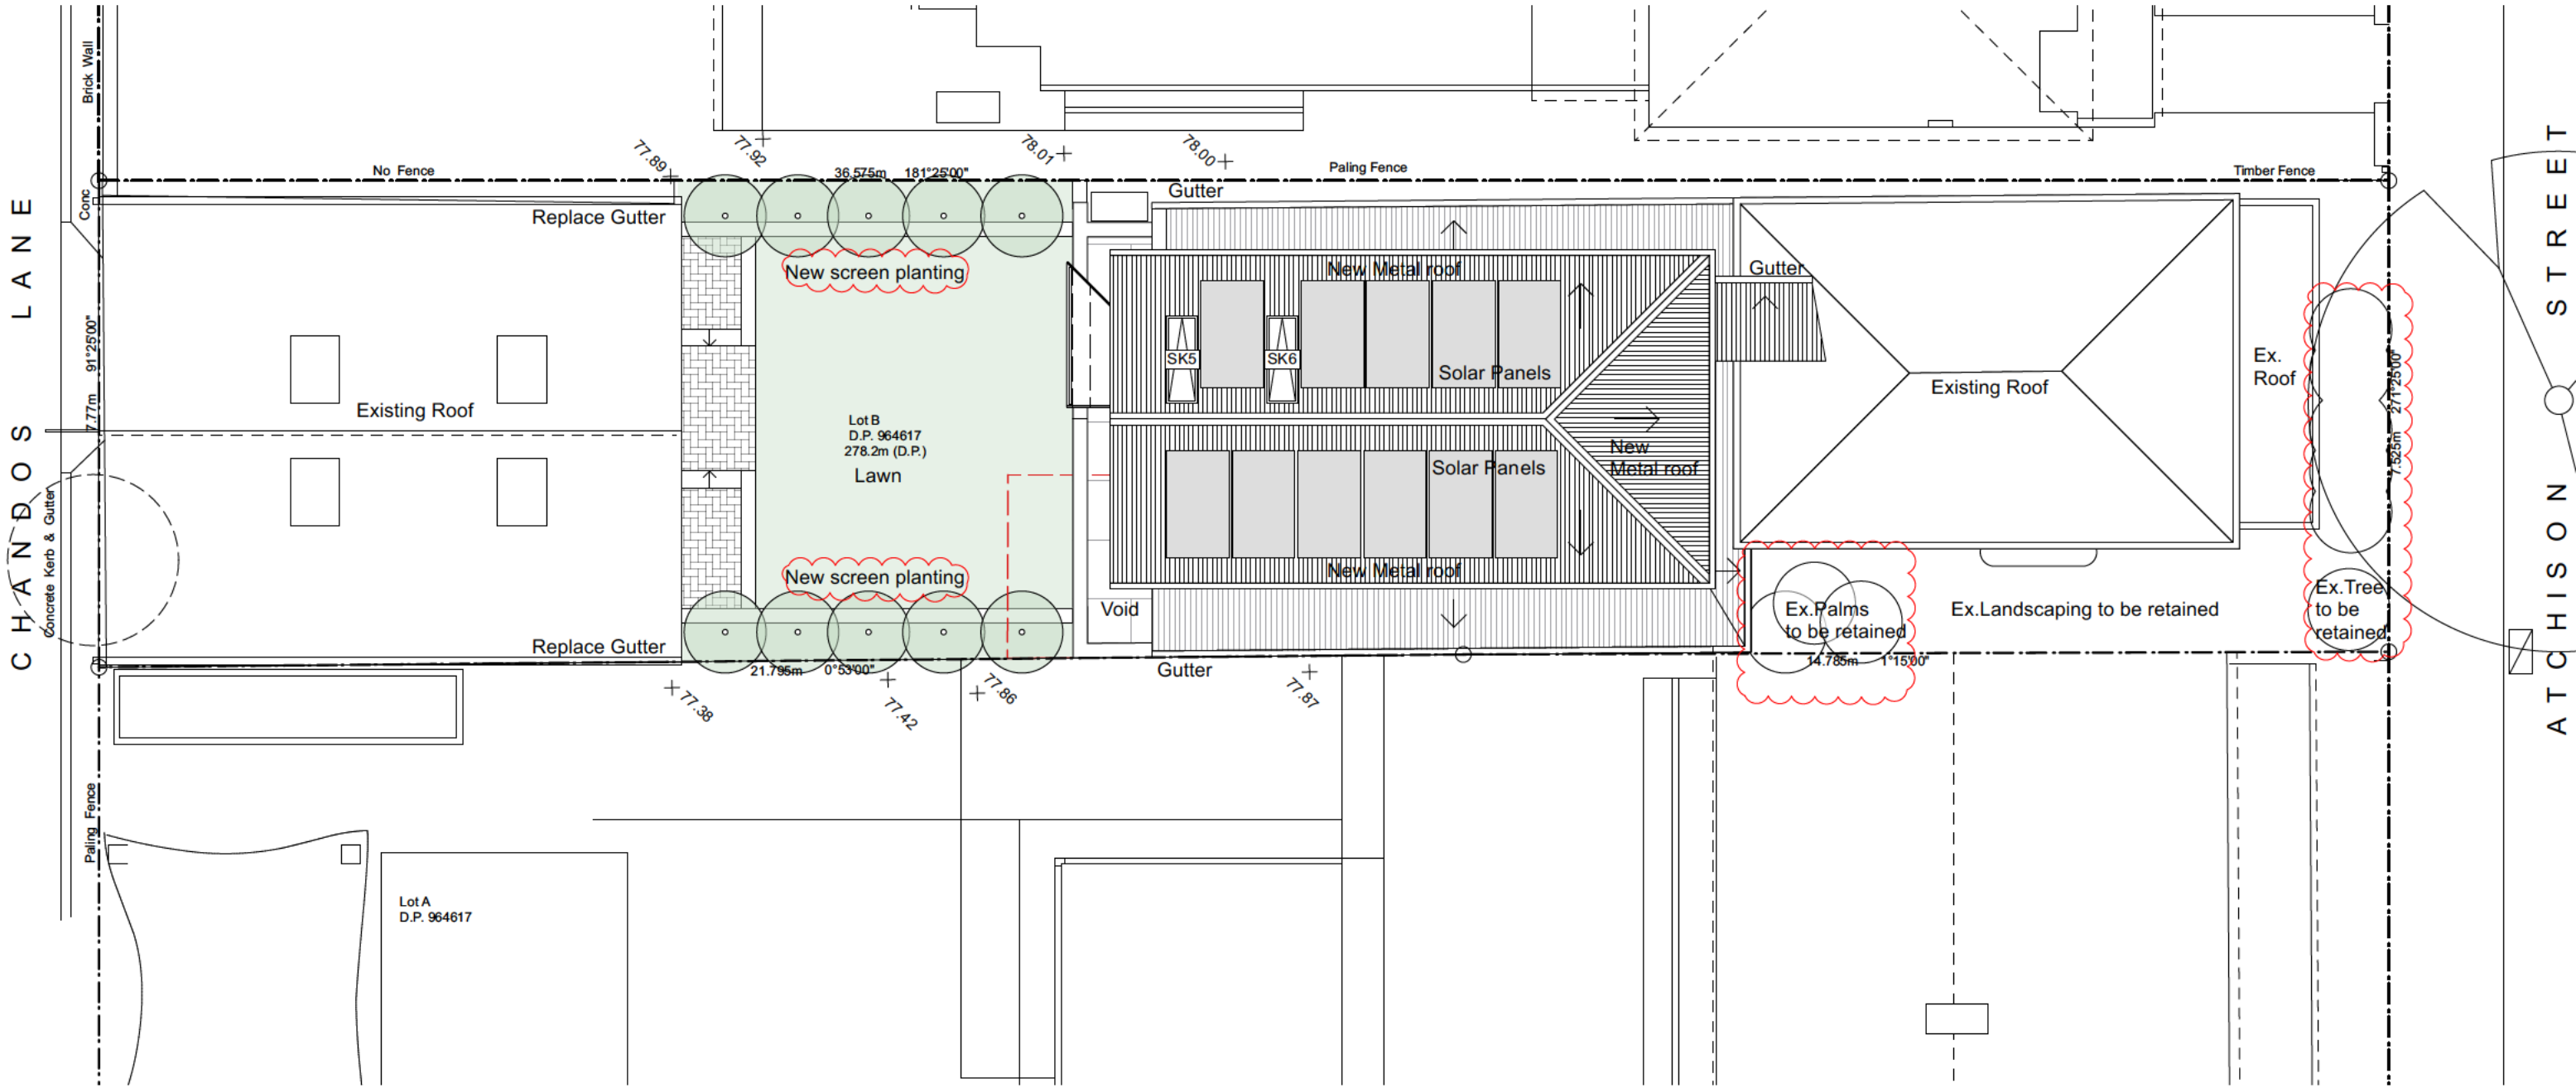 CHANDOS LANE
Brick Wall
Conc
91°25'00"
7.77m
Concrete Kerb & Gutter
Paling Fence
No Fence
77.89
77.92
36.575m 181°25'00"
78.01
78.00
Gutter
Paling Fence
Timber Fence
Replace Gutter
New screen planting
New Metal roof
Gutter
SK5
SK6
Solar Panels
Existing Roof
Existing Roof
Ex.
Roof
Lot B
D.P. 964617
278.2m (D.P.)
Lawn
Solar Panels
New
Metal roof
7.525m 271°25'00"
New screen planting
New Metal roof
Void
Ex.Palms
to be retained
Ex.Landscaping to be retained
Ex.Tree
to be
retained
Replace Gutter
21.795m 0°53'00"
Gutter
14.785m 1°15'00"
77.38
77.42
77.86
77.87
Lot A
D.P. 964617
ATCHISON STREET